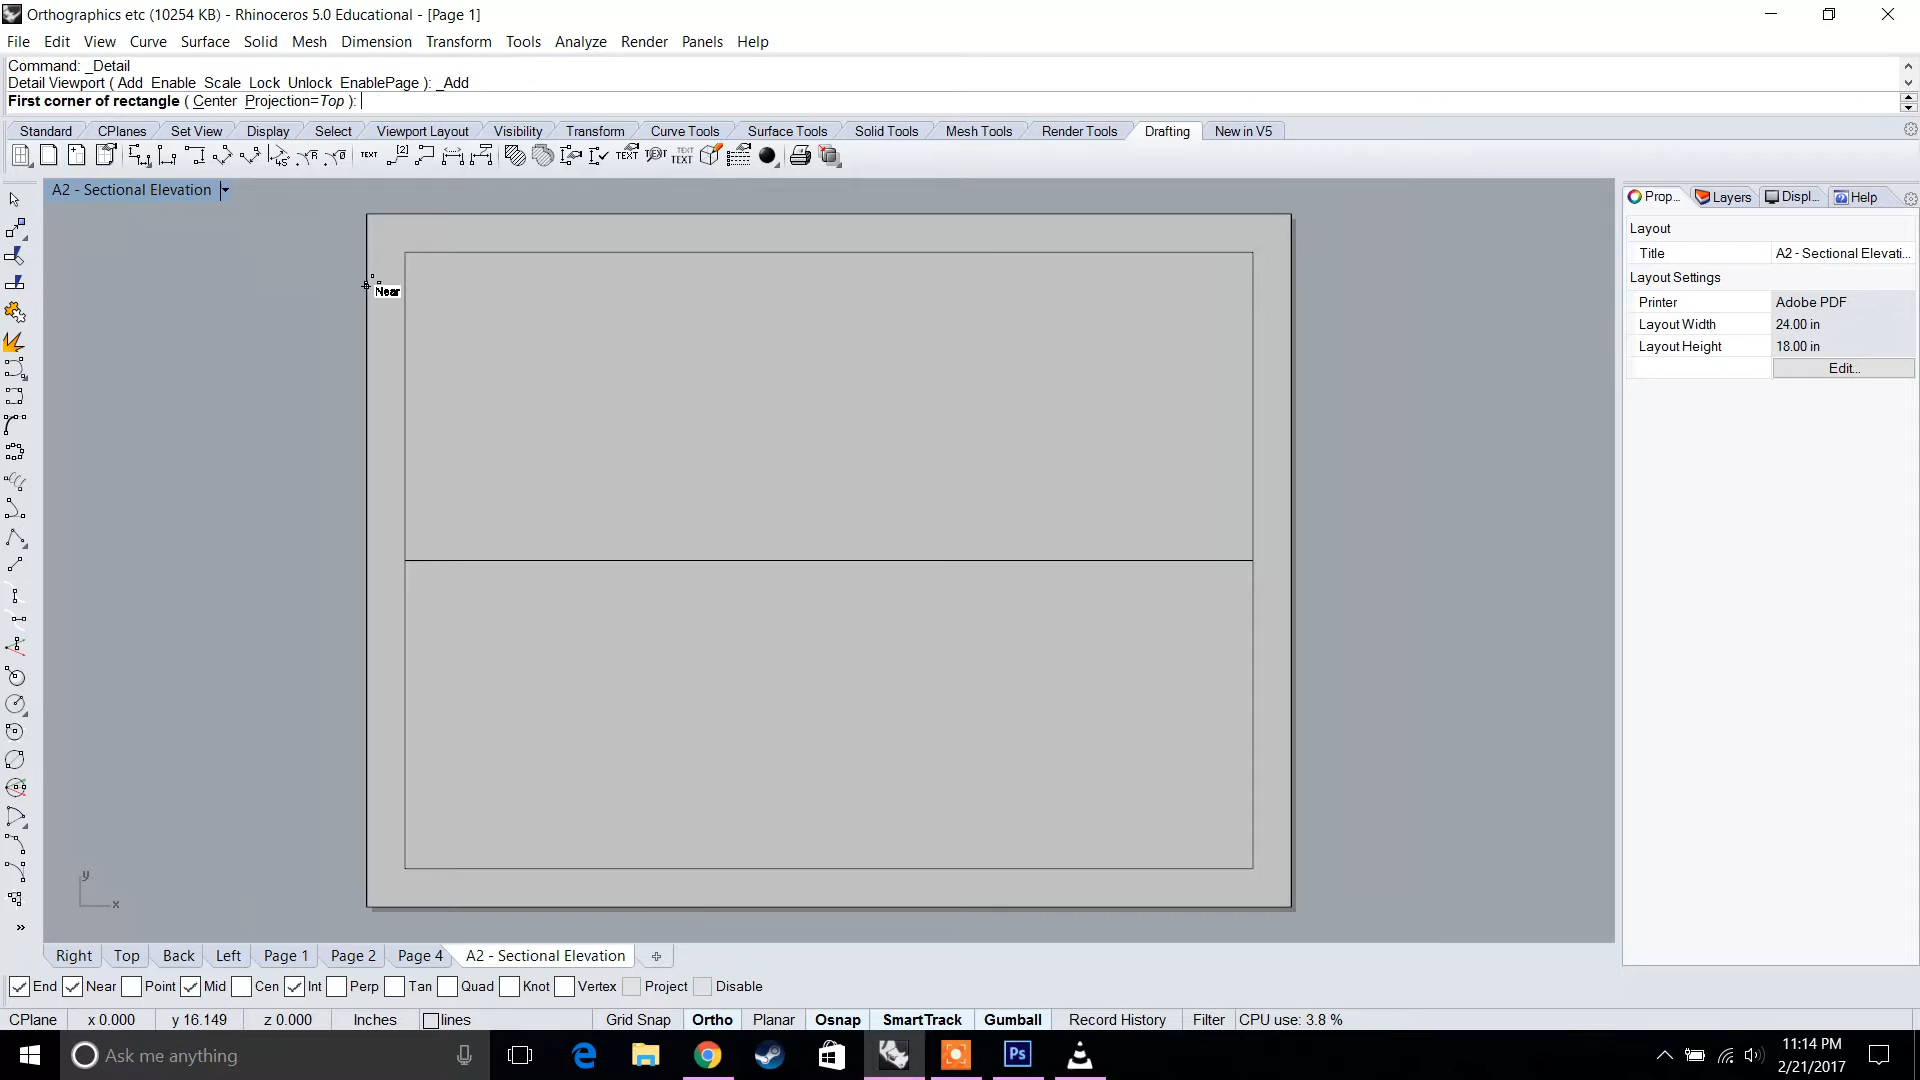 Orthographics etc (10254 KB) - Rhinoceros 5.0 Educational - [Page 1]
File Edit View Curve Surface Solid Mesh Dimension Transform Tools Analyze Render Panels Help
Command: _Detail
Detail Viewport ( Add Enable Scale Lock Unlock EnablePage ): _Add
First corner of rectangle ( Center Projection=Top ):
Standard CPlanes Set View Display Select Viewport Layout Visibility Transform Curve Tools Surface Tools Solid Tools Mesh Tools Render Tools Drafting New in V5
TEXT TEXT TEXT TEXT
A2 - Sectional Elevation
Prop... Layers Displ... Help
Layout
Title A2 - Sectional Elevati...
Layout Settings
Printer Adobe PDF
Layout Width 24.00 in
Layout Height 18.00 in
Edit...
Near
y
x
Right Top Back Left Page 1 Page 2 Page 4 A2 - Sectional Elevation
End Near Point Mid Cen Int Perp Tan Quad Knot Vertex Project Disable
CPlane x 0.000 y 16.149 z 0.000 Inches lines Grid Snap Ortho Planar Osnap SmartTrack Gumball Record History Filter CPU use: 3.8 %
Ask me anything
Ps
11:14 PM
2/21/2017